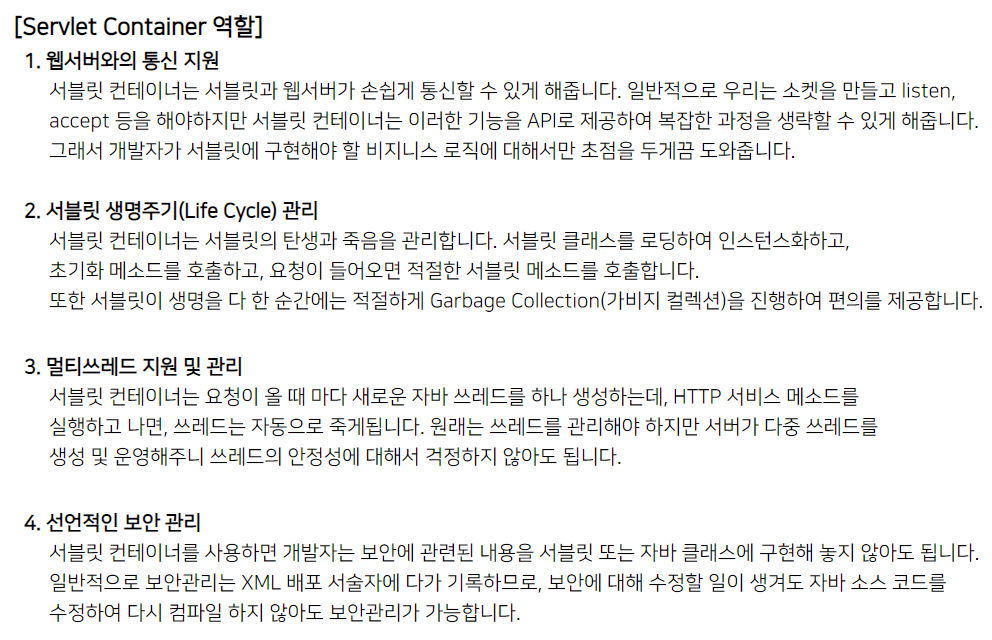 [Servlet Container 역할]
1. 웹서버와의 통신 지원
서블릿 컨테이너는 서블릿과 웹서버가 손쉽게 통신할 수 있게 해줍니다. 일반적으로 우리는 소켓을 만들고 listen,
accept 등을 해야하지만 서블릿 컨테이너는 이러한 기능을 API로 제공하여 복잡한 과정을 생략할 수 있게 해줍니다.
그래서 개발자가 서블릿에 구현해야 할 비지니스 로직에 대해서만 초점을 두게끔 도와줍니다.
2. 서블릿 생명주기(Life Cycle) 관리
서블릿 컨테이너는 서블릿의 탄생과 죽음을 관리합니다. 서블릿 클래스를 로딩하여 인스턴스화하고,
초기화 메소드를 호출하고, 요청이 들어오면 적절한 서블릿 메소드를 호출합니다.
또한 서블릿이 생명을 다 한 순간에는 적절하게 Garbage Collection(가비지 컬렉션)을 진행하여 편의를 제공합니다.
3. 멀티쓰레드 지원 및 관리
서블릿 컨테이너는 요청이 올 때 마다 새로운 자바 쓰레드를 하나 생성하는데, HTTP 서비스 메소드를
실행하고 나면, 쓰레드는 자동으로 죽게됩니다. 원래는 쓰레드를 관리해야 하지만 서버가 다중 쓰레드를
생성 및 운영해주니 쓰레드의 안정성에 대해서 걱정하지 않아도 됩니다.
4. 선언적인 보안 관리
서블릿 컨테이너를 사용하면 개발자는 보안에 관련된 내용을 서블릿 또는 자바 클래스에 구현해 놓지 않아도 됩니다.
일반적으로 보안관리는 XML 배포 서술자에 다가 기록하므로, 보안에 대해 수정할 일이 생겨도 자바 소스 코드를
수정하여 다시 컴파일 하지 않아도 보안관리가 가능합니다.